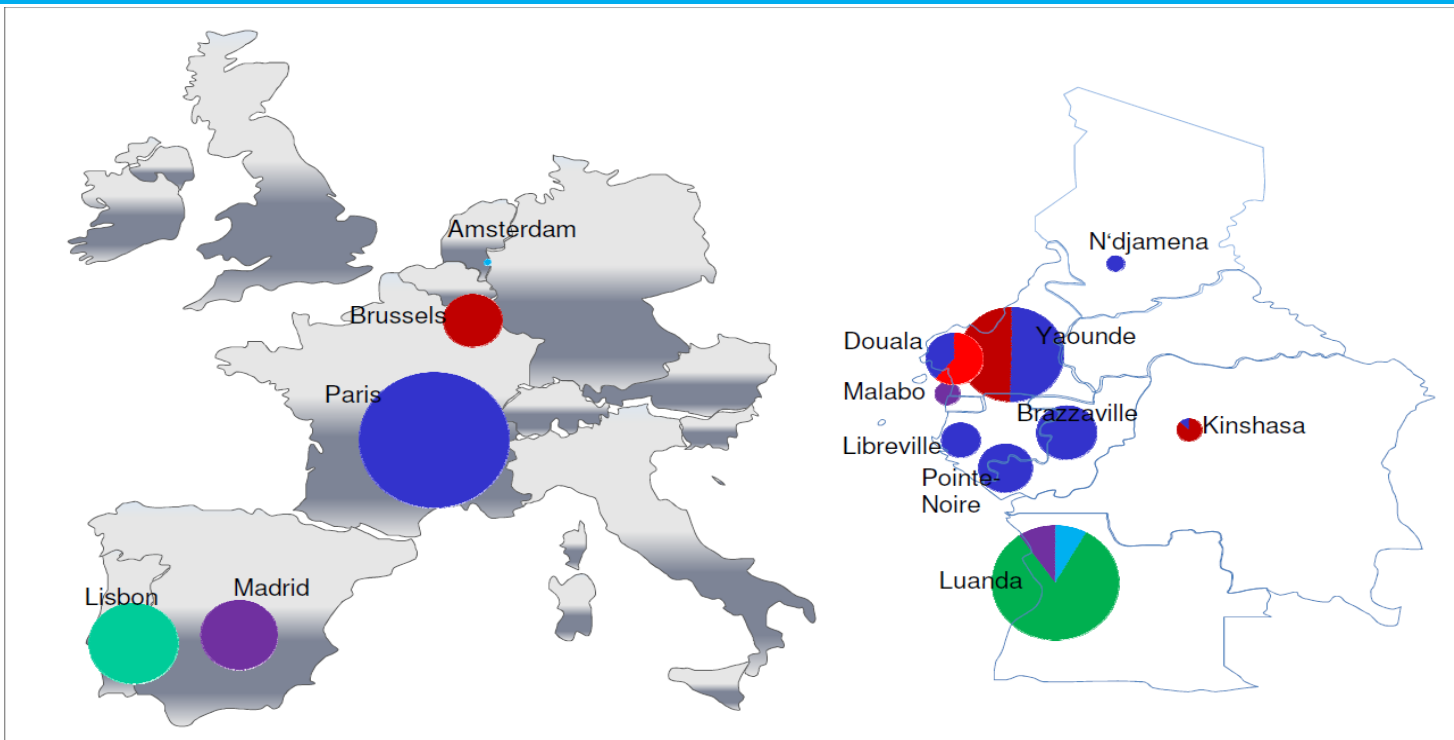 Amsterdam
Brussels
Paris
Lisbon
Madrid
N‘djamena
Douala
Yaounde
Malabo
Brazzaville
Kinshasa
Libreville
Pointe-
Noire
Luanda